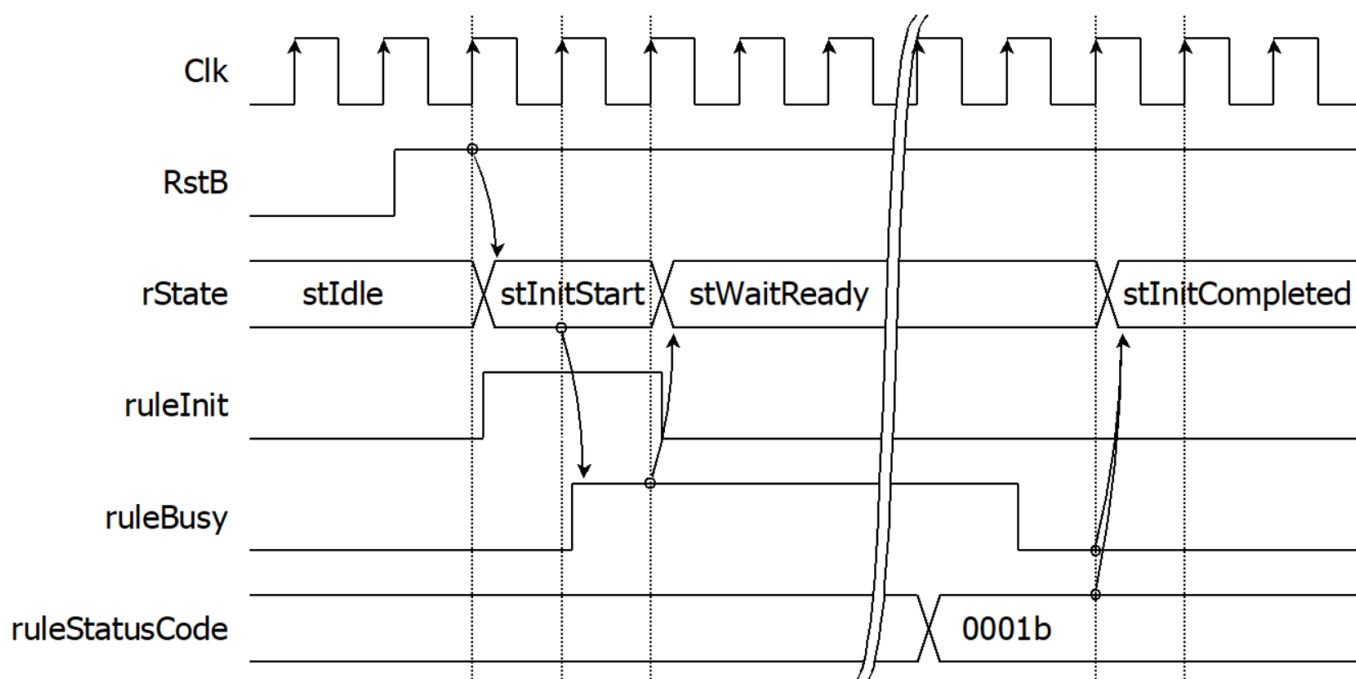 Clk
RstB
rState
stIdle
stInitStart
stWaitReady
stInitCompleted
ruleInit
ruleBusy
ruleStatusCode
0001b